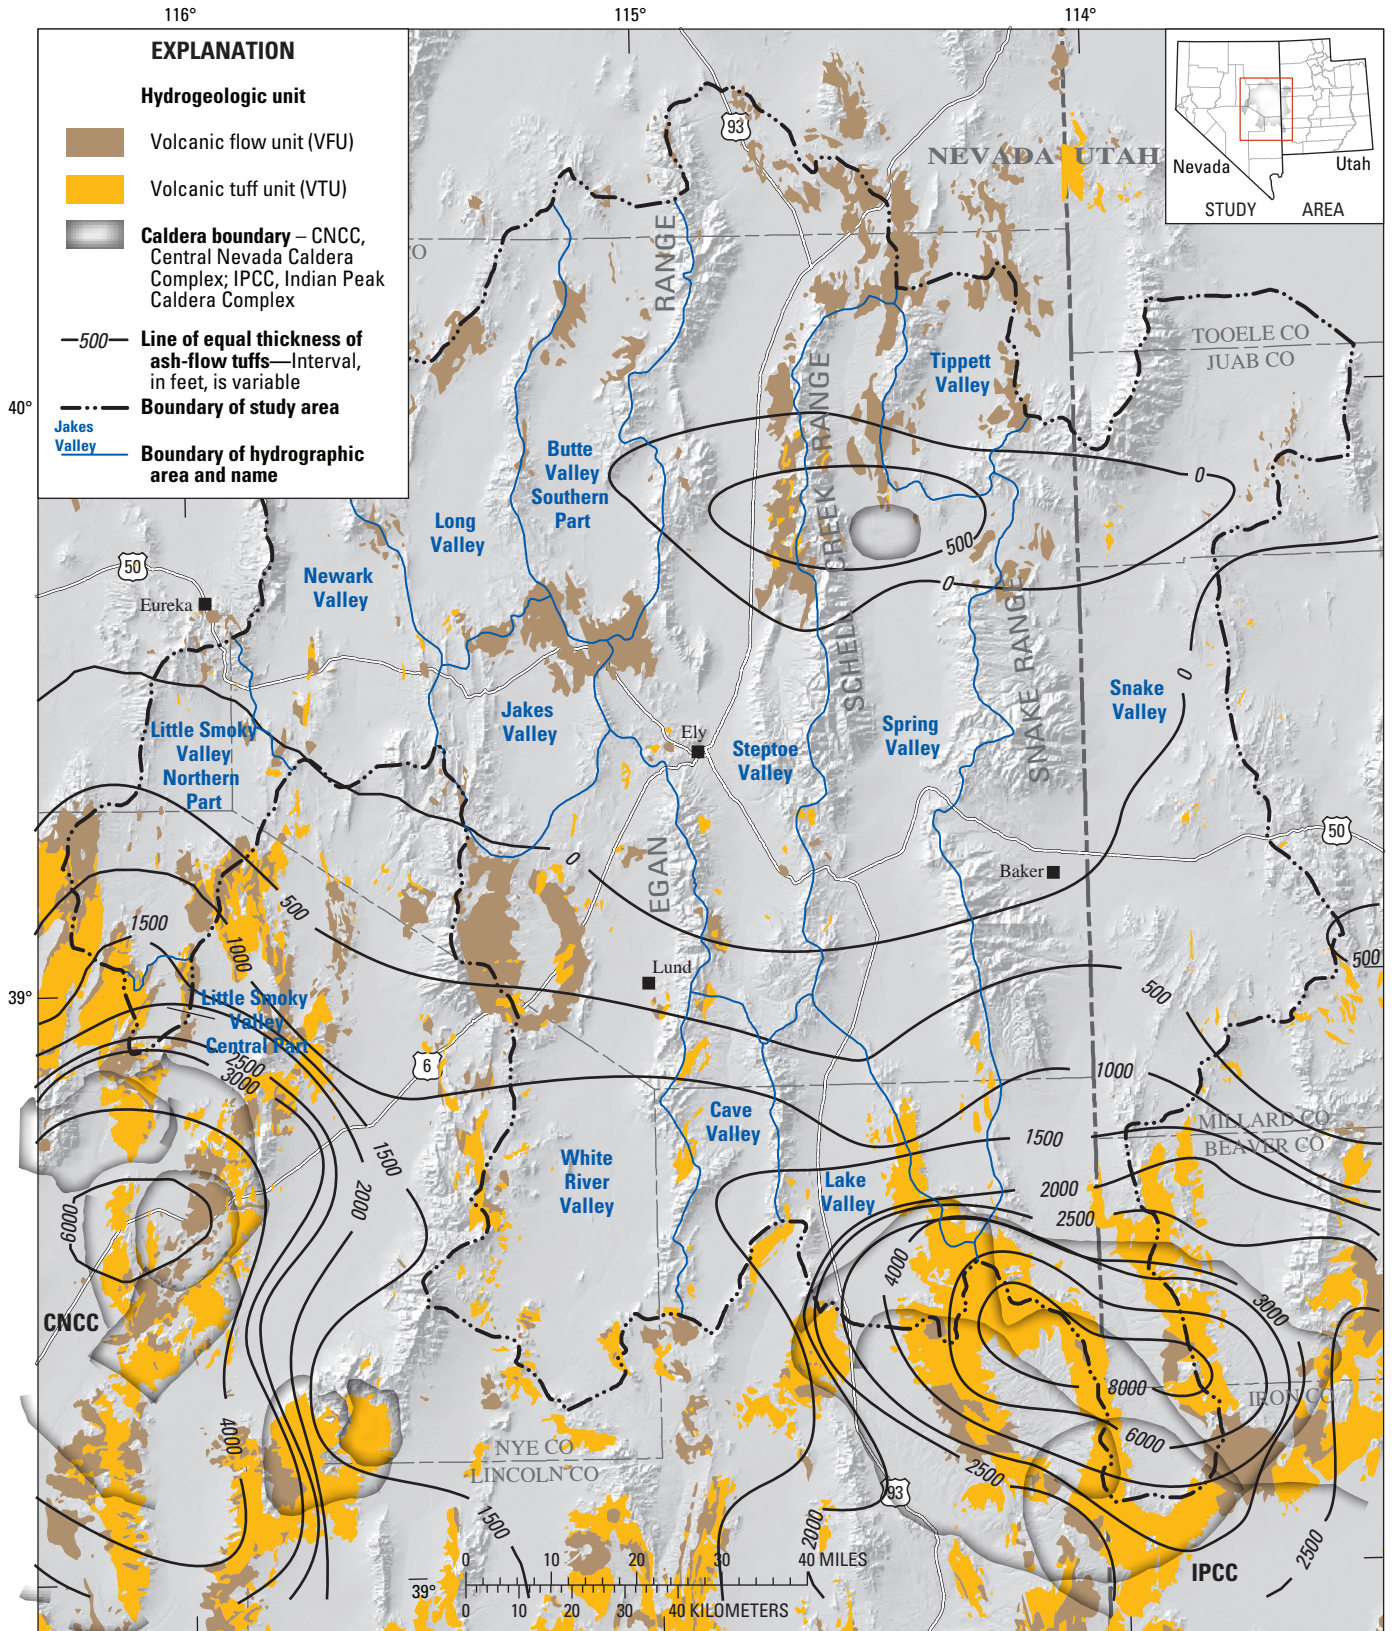 116°
115°
114°
EXPLANATION
Hydrogeologic unit
Volcanic flow unit (VFU)
Volcanic tuff unit (VTU)
Caldera boundary – CNCC,
Central Nevada Caldera
Complex; IPCC, Indian Peak
Caldera Complex
500
Line of equal thickness of
ash-flow tuffs—Interval,
in feet, is variable
Boundary of study area
Jakes
Valley
Boundary of hydrographic
area and name
Nevada
Utah
STUDY AREA
93
NEVADA UTAH
CO
RANGE
TOOELE CO
JUAB CO
Tippett
Valley
40°
SCHELL CREEK RANGE
Butte
Valley
Southern
Part
0
Long
Valley
500
0
50
Newark
Valley
Eureka
SNAKE RANGE
0
Snake
Valley
Jakes
Valley
Little Smoky
Valley
Northern
Part
Ely
Steptoe
Valley
Spring
Valley
50
0
EGAN
Baker
500
1500
1000
500
Lund
500
39°
Little Smoky
Valley
Central Part
2500
3000
6
1000
Cave
Valley
MILLARD CO
BEAVER CO
1500
1500
White
River
Valley
Lake
Valley
2000
2000
2500
6000
4000
3000
CNCC
8000
IRON CO
4000
6000
NYE CO
LINCOLN CO
2500
93
1500
2000
2500
IPCC
0 10 20 30 40 MILES
39°
0 10 20 30 40 KILOMETERS